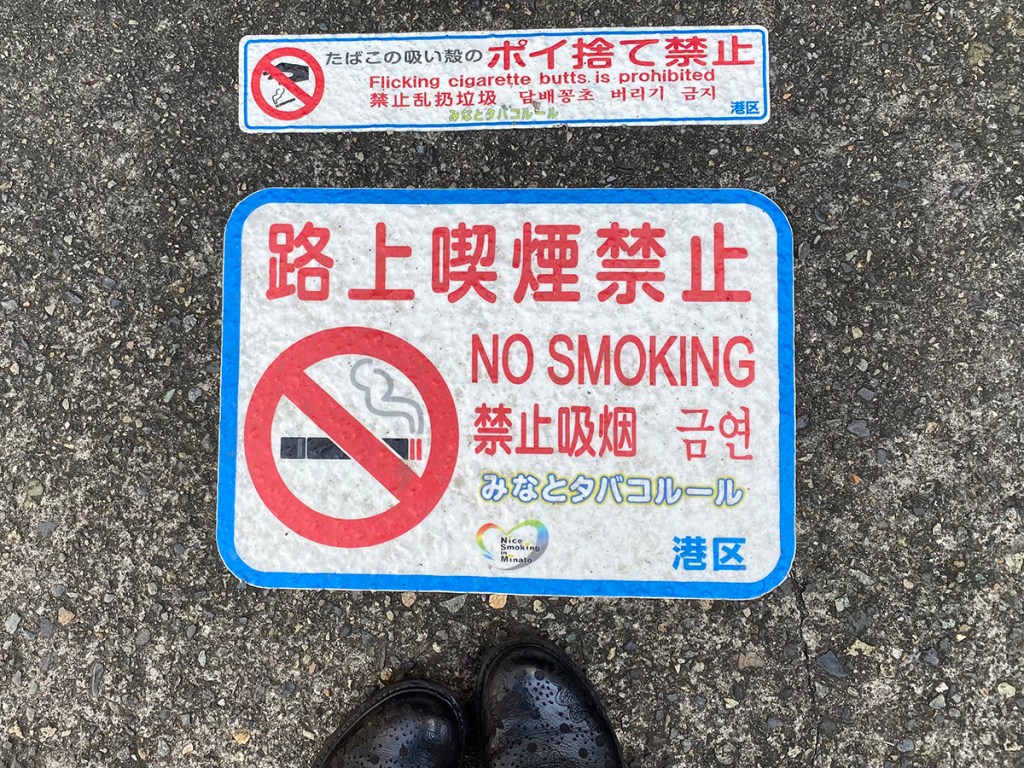 たばこの吸い殻のポイ捨て禁止
Flicking cigarette butts is prohibited
禁止乱扔垃圾 담배꽁초 버리기 금지
みなとタバコルール
港区
路上喫煙禁止
NO SMOKING
禁止吸烟 금연
みなとタバコルール
Nice
Smoking
in
Minato
港区